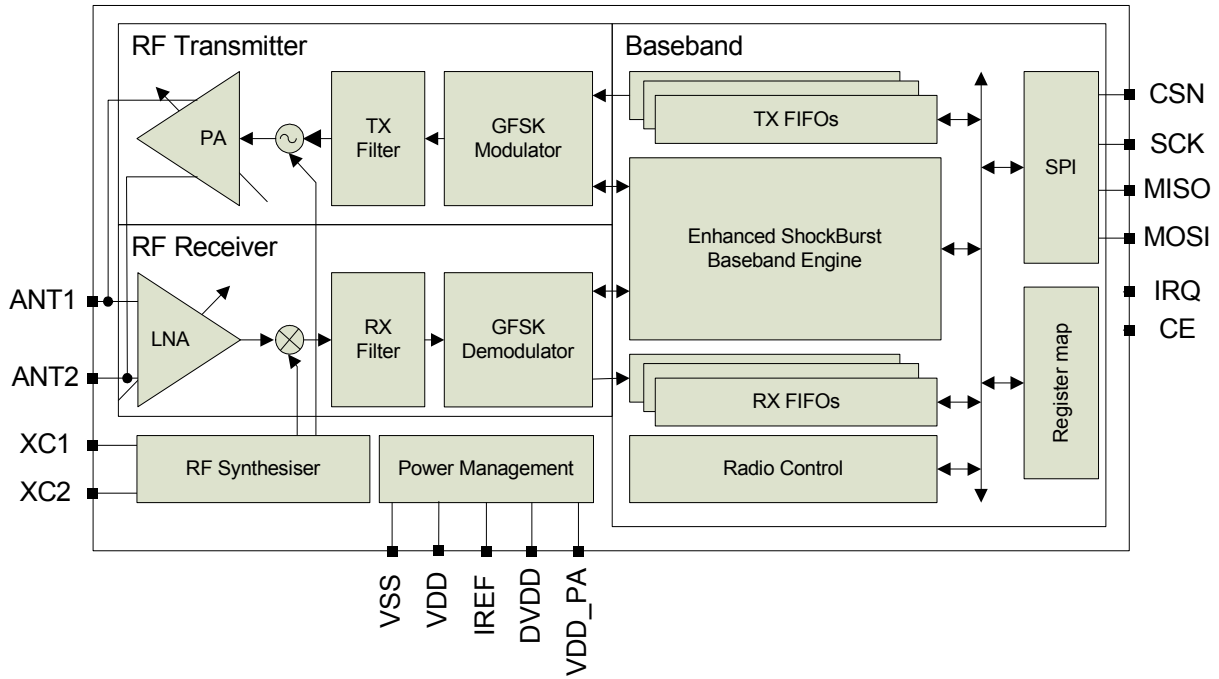 RF Transmitter
Baseband
PA
TX
Filter
GFSK
Modulator
TX FIFOs
SPI
CSN
SCK
MISO
MOSI
Enhanced ShockBurst
Baseband Engine
RF Receiver
ANT1
LNA
RX
Filter
GFSK
Demodulator
IRQ
CE
ANT2
RX FIFOs
Register map
XC1
XC2
RF Synthesiser
Power Management
Radio Control
VSS
VDD
IREF
DVDD
VDD_PA